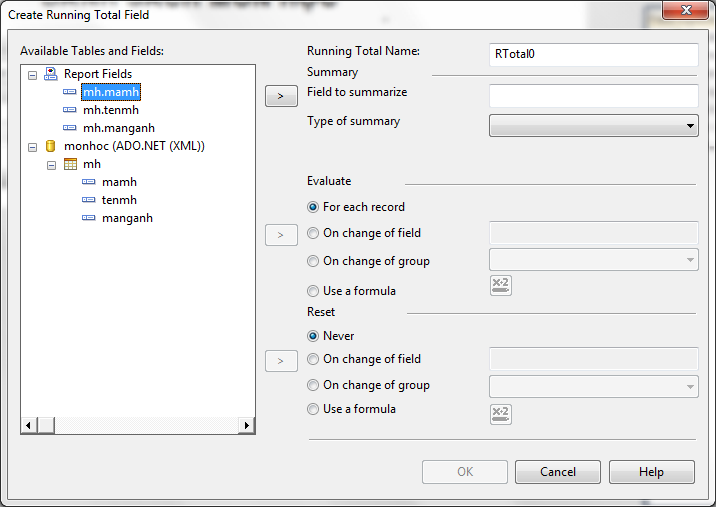 Create Running Total Field
Available Tables and Fields:
Report Fields
mh.mamh
mh.tenmh
mh.manganh
monhoc (ADO.NET (XML))
mh
mamh
tenmh
manganh
Running Total Name:
RTotal0
Summary
>
Field to summarize
Type of summary
Evaluate
For each record
>
On change of field
On change of group
Use a formula
x·2
Reset
Never
>
On change of field
On change of group
Use a formula
x·2
OK
Cancel
Help